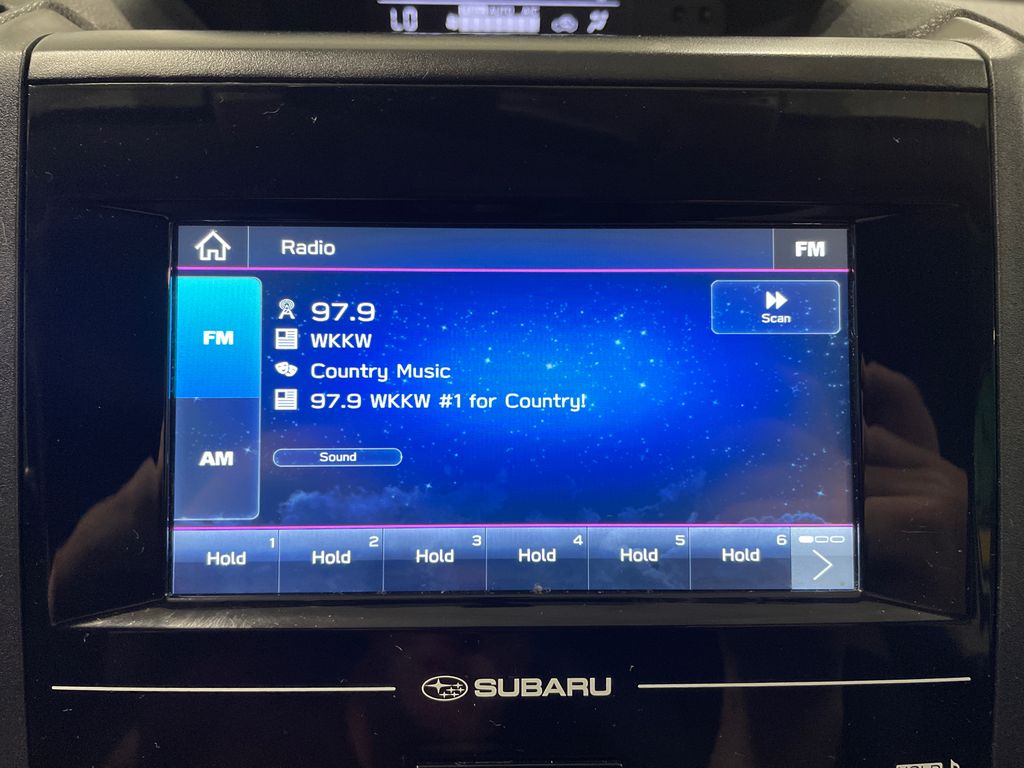 LO
Radio
FM
FM
97.9
Scan
WKKW
Country Music
97.9 WKKW #1 for Country!
AM
Sound
1 2 3 4 5 6
Hold Hold Hold Hold Hold Hold
SUBARU